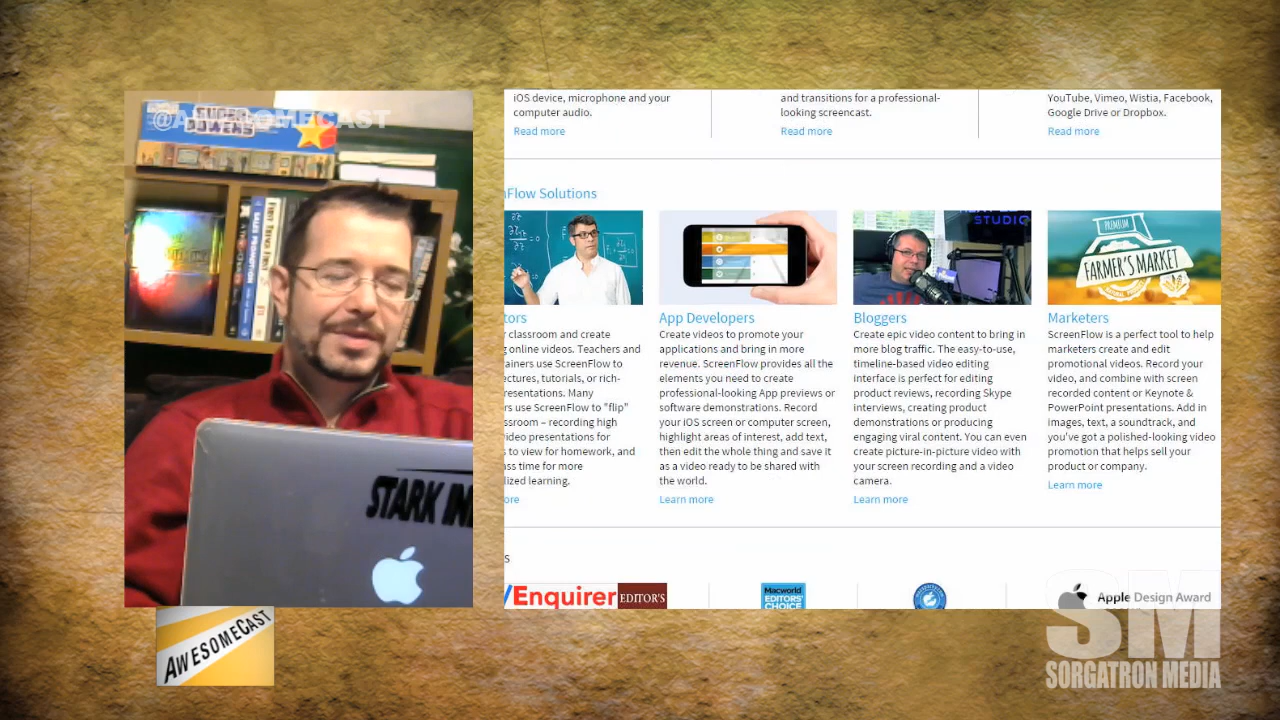 @AWESOMECAST
SUPER
POWERS
SALES PROMOTION
STARK IN
AWESOMECAST
iOS device, microphone and your
computer audio.
Read more
and transitions for a professional-
looking screencast.
Read more
YouTube, Vimeo, Wistia, Facebook,
Google Drive or Dropbox.
Read more
Flow Solutions
STUDIO
PREMIUM
FARMER'S MARKET
tors
r classroom and create
g online videos. Teachers and
ainers use ScreenFlow to
ectures, tutorials, or rich-
resentations. Many
rs use ScreenFlow to "flip"
ssroom – recording high
ideo presentations for
s to view for homework, and
ass time for more
lized learning.
ore
App Developers
Create videos to promote your
applications and bring in more
revenue. ScreenFlow provides all the
elements you need to create
professional-looking App previews or
software demonstrations. Record
your iOS screen or computer screen,
highlight areas of interest, add text,
then edit the whole thing and save it
as a video ready to be shared with
the world.
Learn more
Bloggers
Create epic video content to bring in
more blog traffic. The easy-to-use,
timeline-based video editing
interface is perfect for editing
product reviews, recording Skype
interviews, creating product
demonstrations or producing
engaging viral content. You can even
create picture-in-picture video with
your screen recording and a video
camera.
Learn more
Marketers
ScreenFlow is a perfect tool to help
marketers create and edit
promotional videos. Record your
video, and combine with screen
recorded content or Keynote &
PowerPoint presentations. Add in
images, text, a soundtrack, and
you've got a polished-looking video
promotion that helps sell your
product or company.
Learn more
s
Enquirer EDITOR'S
Macworld
EDITORS'
CHOICE
Apple Design Award
SM
SORGATRON MEDIA